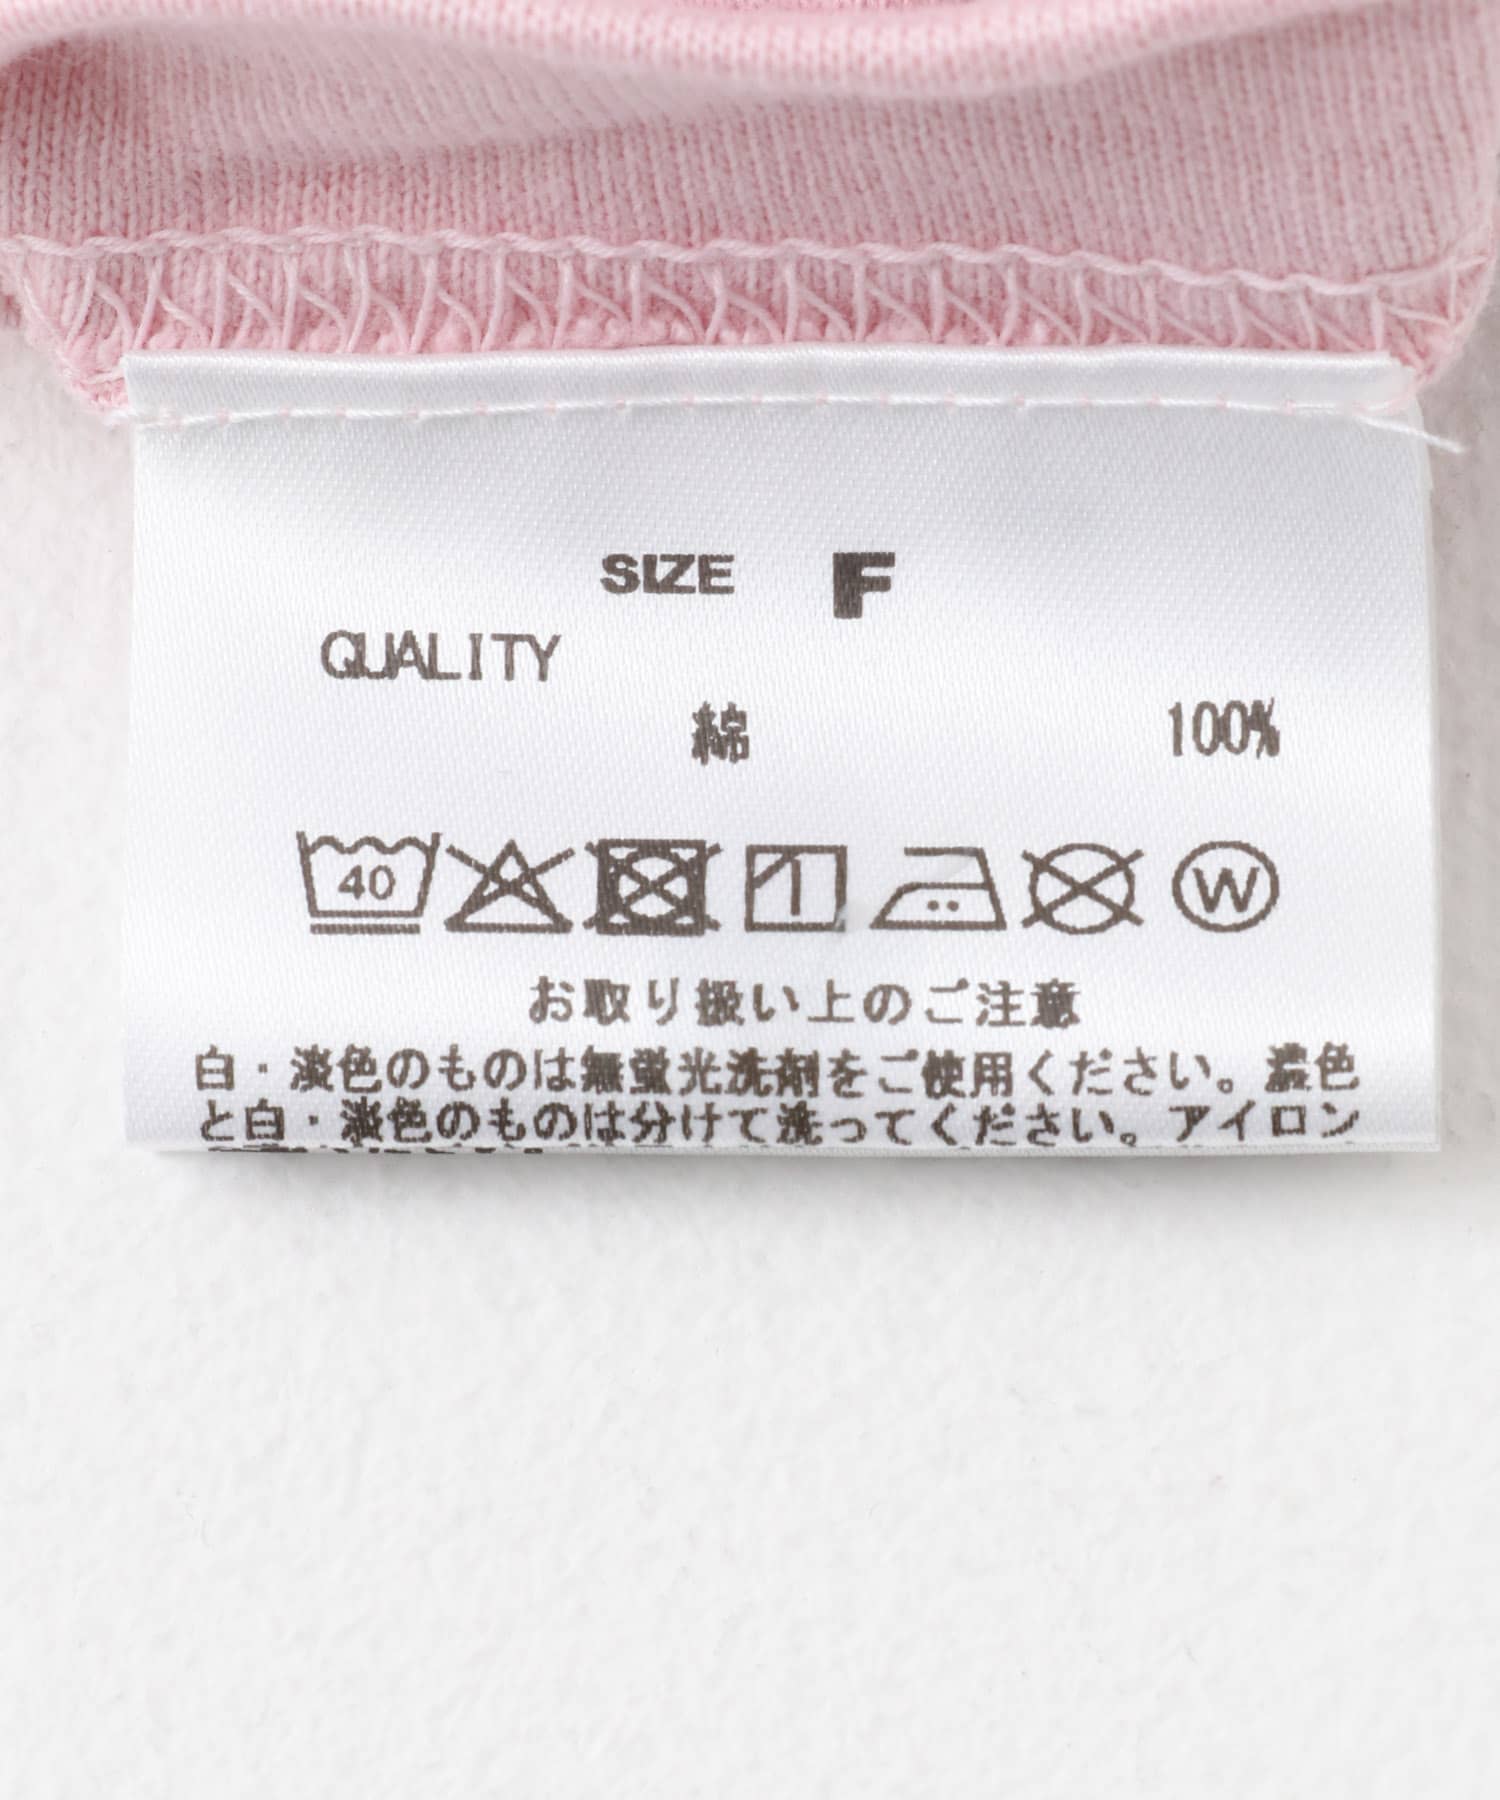 SIZE F
QUALITY
綿 100%
40 W
お取り扱い上のご注意
白・淡色のものは無蛍光洗剤をご使用ください。濃色
と白・淡色のものは分けて洗ってください。アイロン